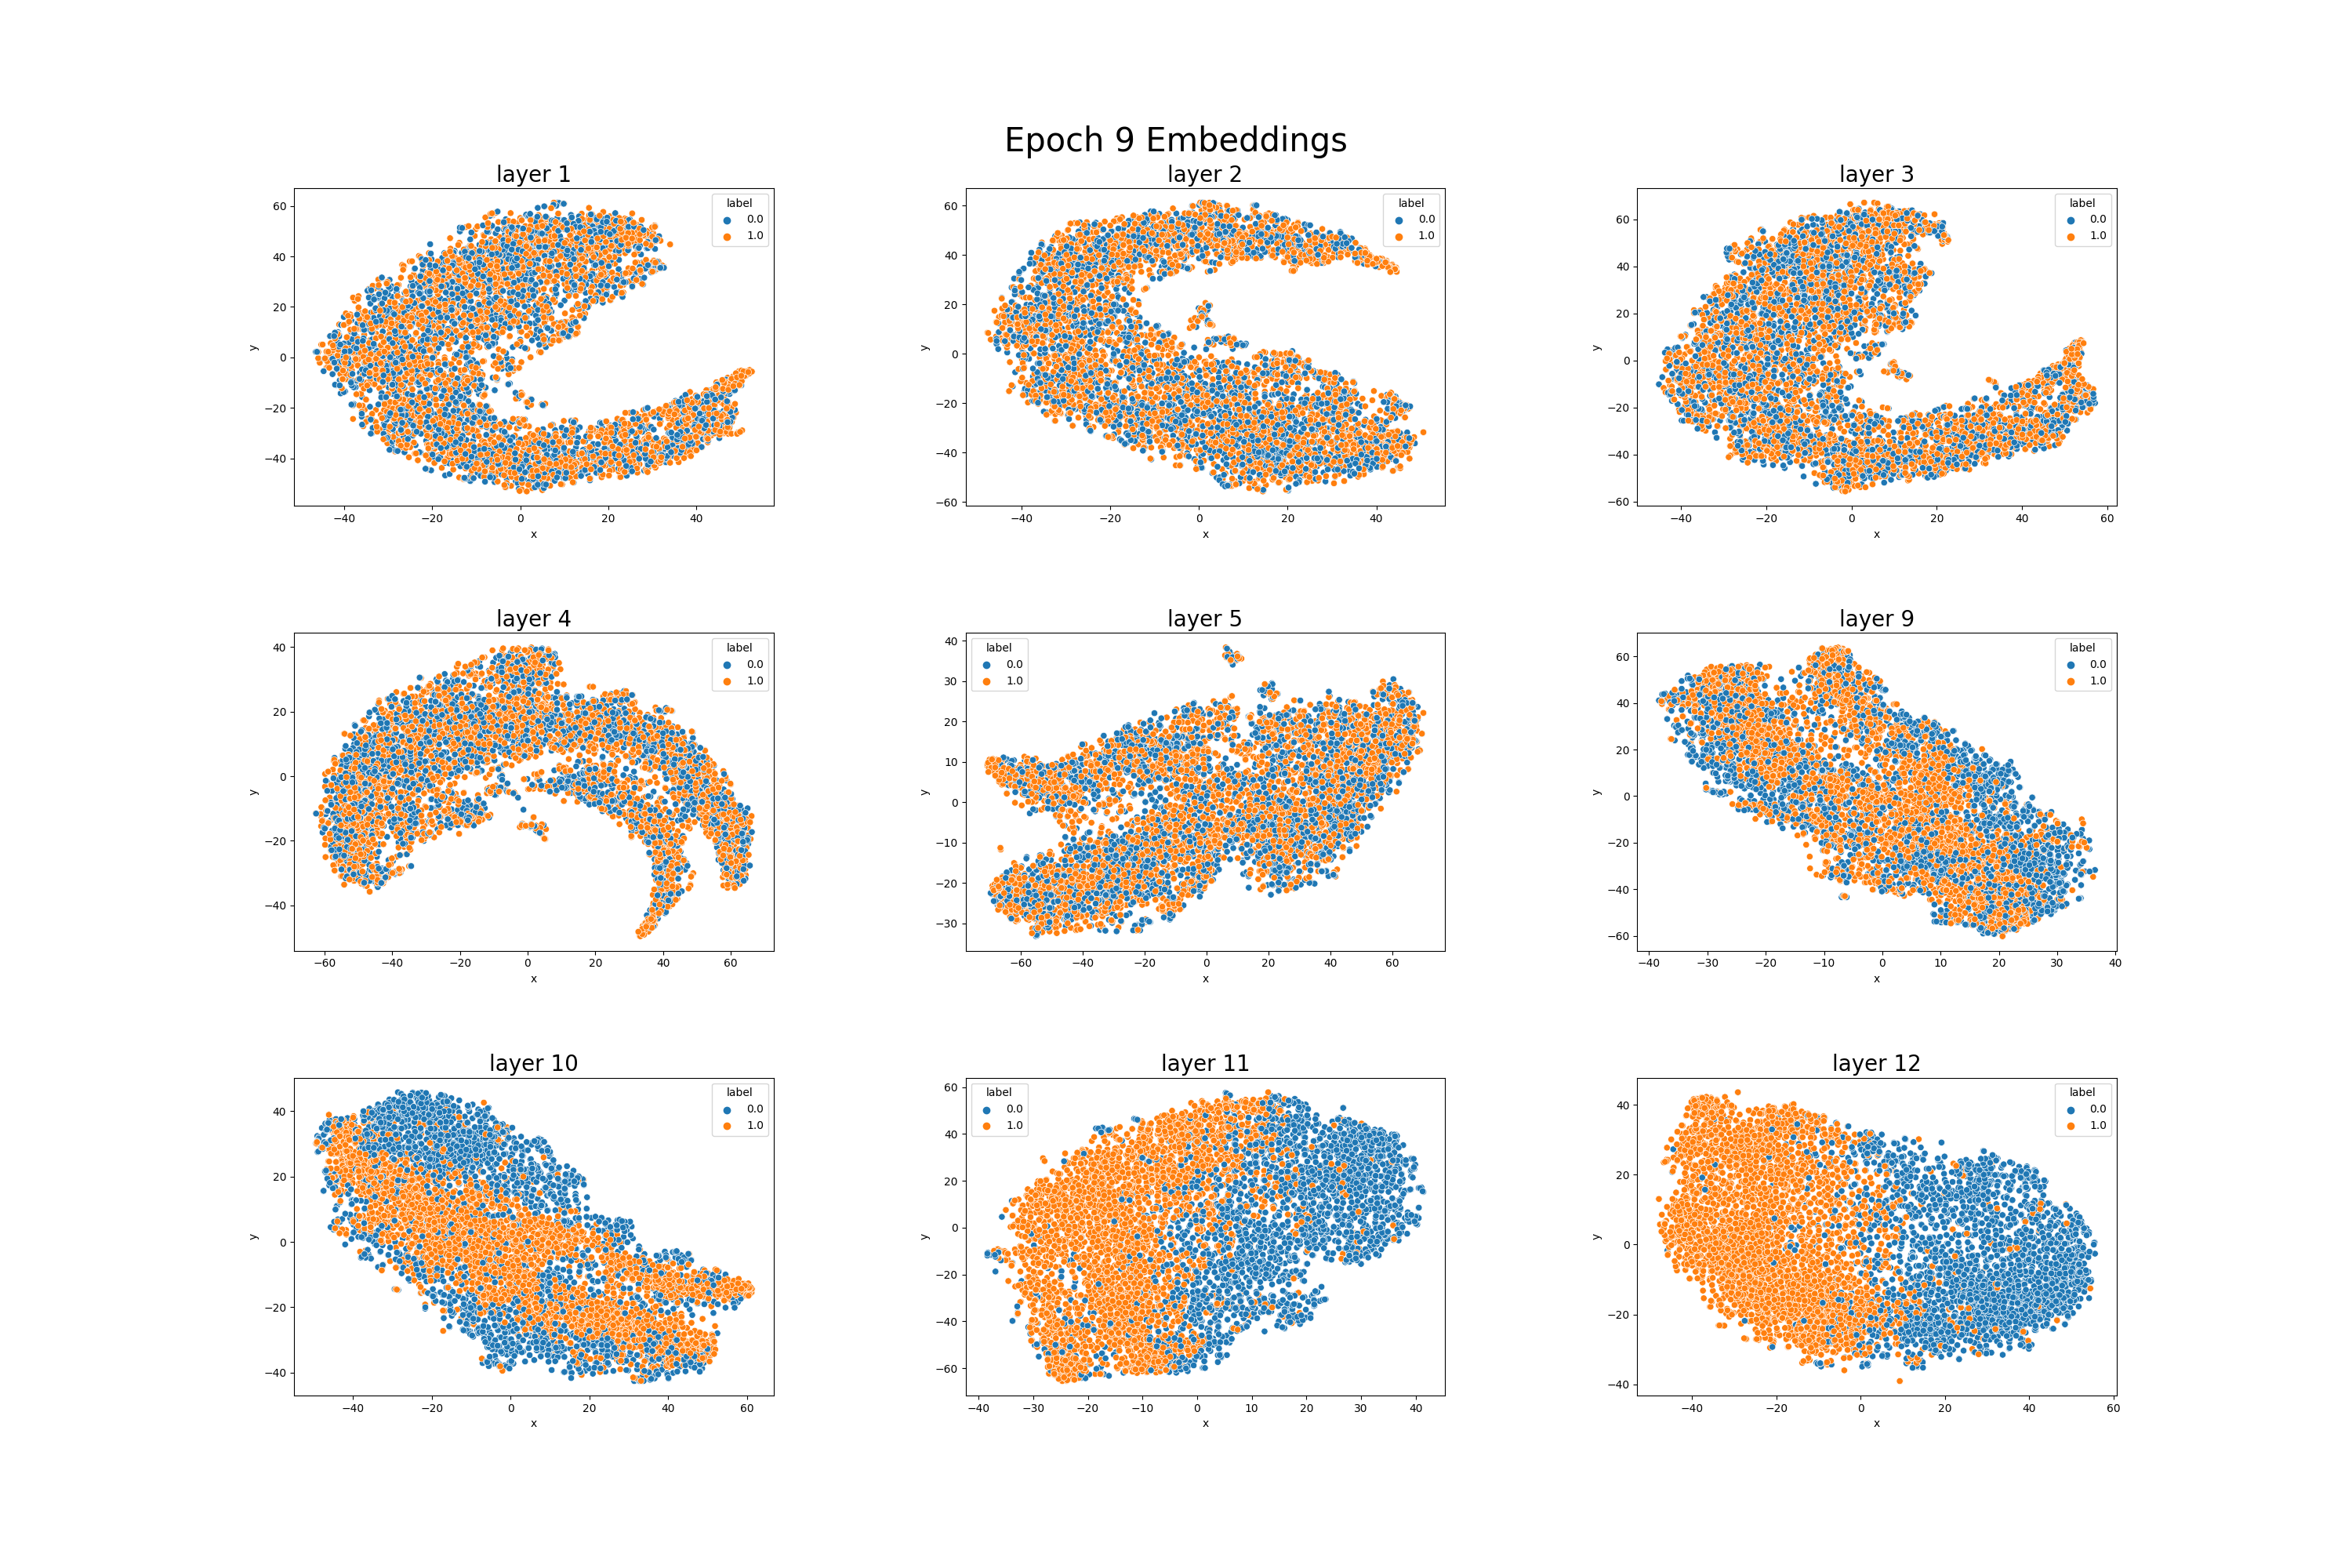 Epoch 9 Embeddings
layer 1
label
0.0
1.0
60
40
20
0
−20
−40
y
−40 −20 0 20 40
x
layer 2
label
0.0
1.0
60
40
20
0
−20
−40
−60
y
−40 −20 0 20 40
x
layer 3
label
0.0
1.0
60
40
20
0
−20
−40
−60
y
−40 −20 0 20 40 60
x
layer 4
label
0.0
1.0
40
20
0
−20
−40
y
−60 −40 −20 0 20 40 60
x
layer 5
label
0.0
1.0
40
30
20
10
0
−10
−20
−30
y
−60 −40 −20 0 20 40 60
x
layer 9
label
0.0
1.0
60
40
20
0
−20
−40
−60
y
−40 −30 −20 −10 0 10 20 30 40
x
layer 10
label
0.0
1.0
40
20
0
−20
−40
y
−40 −20 0 20 40 60
x
layer 11
label
0.0
1.0
60
40
20
0
−20
−40
−60
y
−40 −30 −20 −10 0 10 20 30 40
x
layer 12
label
0.0
1.0
40
20
0
−20
−40
y
−40 −20 0 20 40 60
x